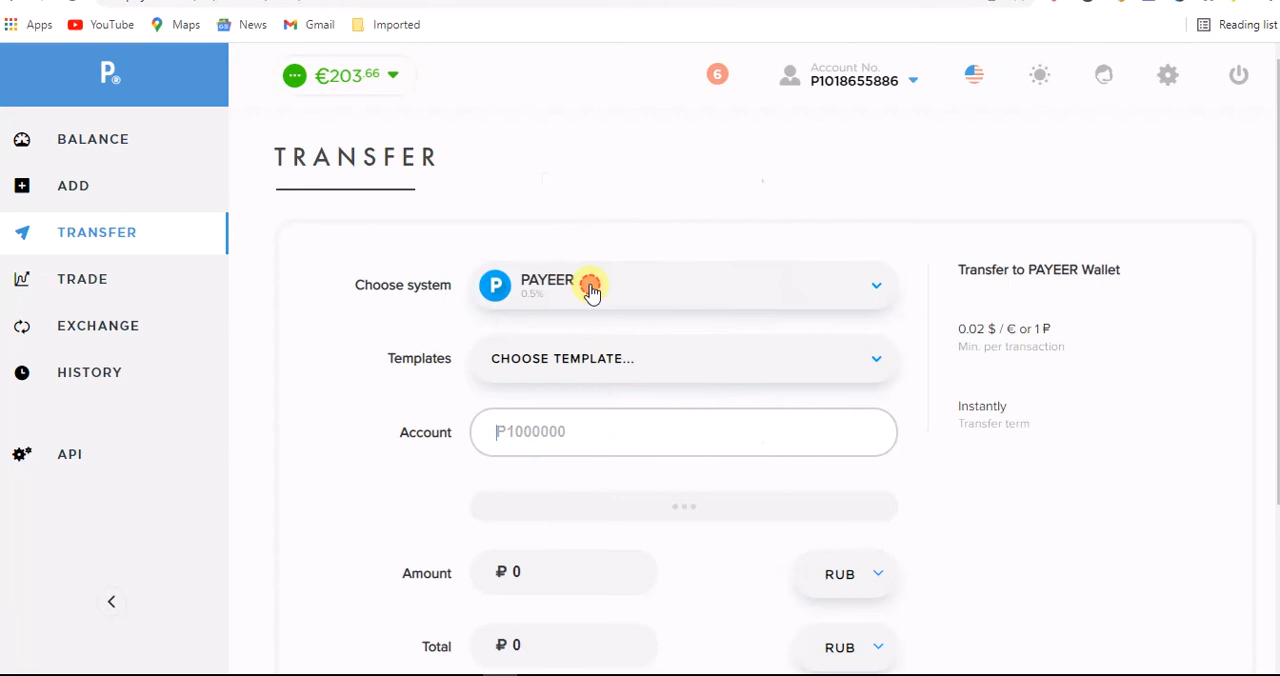 Apps YouTube Maps News Gmail Imported Reading list
P®
€203.66
6
Account No.
P1018655886
BALANCE
ADD
TRANSFER
TRADE
EXCHANGE
HISTORY
API
TRANSFER
Choose system
P PAYEER
0.5%
Templates
CHOOSE TEMPLATE...
Account
P1000000
Amount
₽ 0
RUB
Total
₽ 0
RUB
Transfer to PAYEER Wallet
0.02 $ / € or 1 ₽
Min. per transaction
Instantly
Transfer term